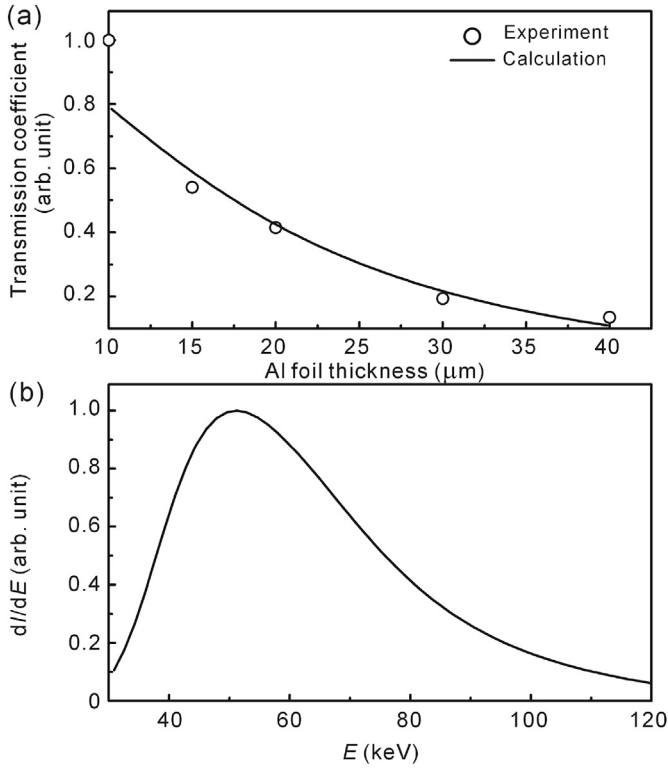 (a)
Transmission coefficient
(arb. unit)
1.0
0.8
0.6
0.4
0.2
Experiment
Calculation
10 15 20 25 30 35 40
Al foil thickness (μm)
(b)
dI/dE (arb. unit)
1.0
0.8
0.6
0.4
0.2
0
40 60 80 100 120
E (keV)